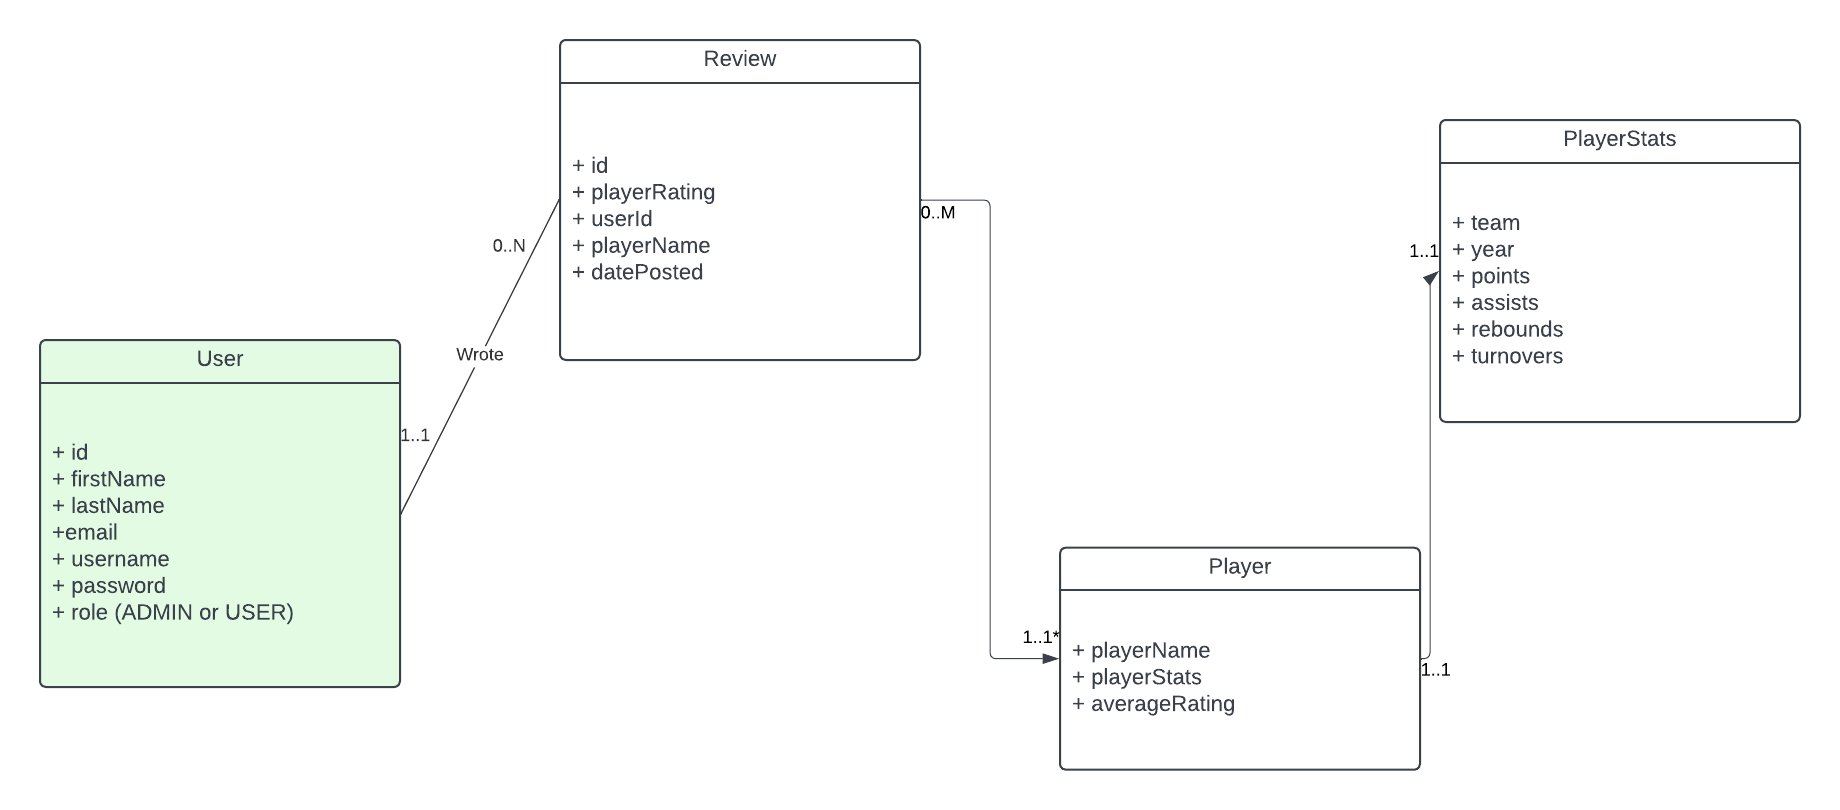 Review
+ id
+ playerRating
+ userId
+ playerName
+ datePosted
0..N
0..M
Wrote
1..1
User
+ id
+ firstName
+ lastName
+email
+ username
+ password
+ role (ADMIN or USER)
PlayerStats
+ team
+ year
+ points
+ assists
+ rebounds
+ turnovers
1..1
Player
+ playerName
+ playerStats
+ averageRating
1..1*
1..1